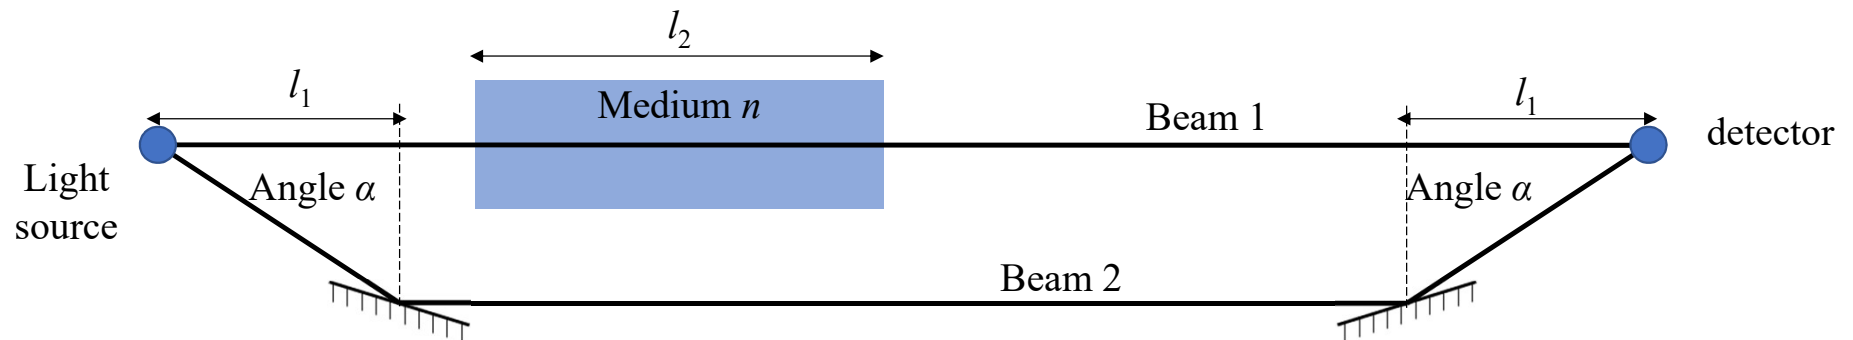 l2
l1
Medium n
Beam 1
l1
detector
Light
source
Angle α
Angle α
Beam 2